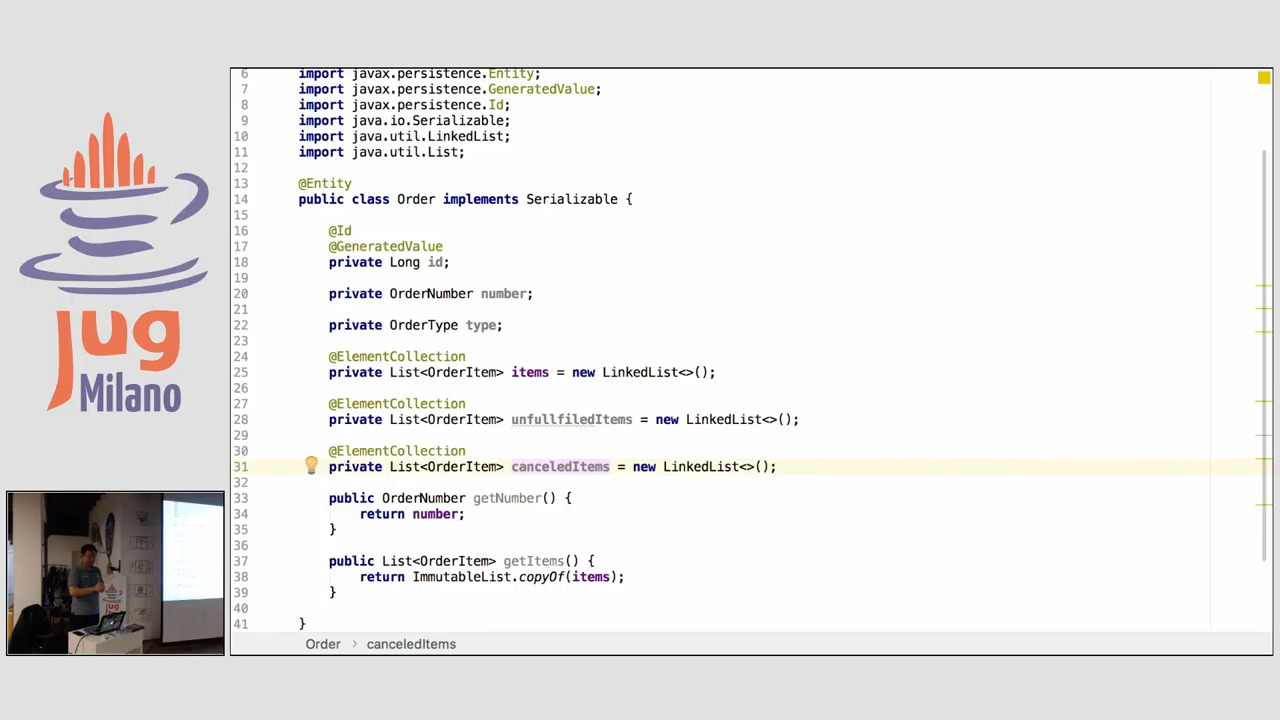 6 import javax.persistence.Entity;
7 import javax.persistence.GeneratedValue;
8 import javax.persistence.Id;
9 import java.io.Serializable;
10 import java.util.LinkedList;
11 import java.util.List;
12
13 @Entity
14 public class Order implements Serializable {
15
16 @Id
17 @GeneratedValue
18 private Long id;
19
20 private OrderNumber number;
21
22 private OrderType type;
23
24 @ElementCollection
25 private List<OrderItem> items = new LinkedList<>();
26
27 @ElementCollection
28 private List<OrderItem> unfullfiledItems = new LinkedList<>();
29
30 @ElementCollection
31 private List<OrderItem> canceledItems = new LinkedList<>();
32
33 public OrderNumber getNumber() {
34 return number;
35 }
36
37 public List<OrderItem> getItems() {
38 return ImmutableList.copyOf(items);
39 }
40
41 }
Order > canceledItems
Jug
Milano